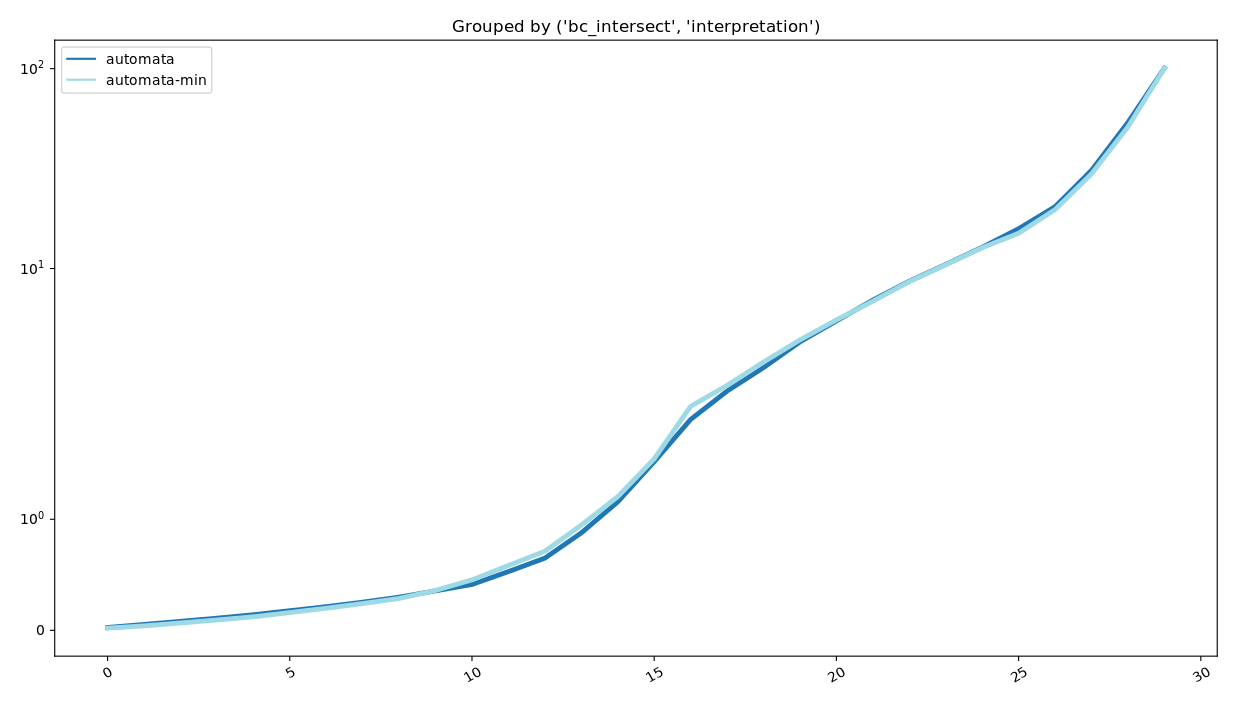 Grouped by ('bc_intersect', 'interpretation')
automata
automata-min
10²
10¹
10⁰
0
0 5 10 15 20 25 30